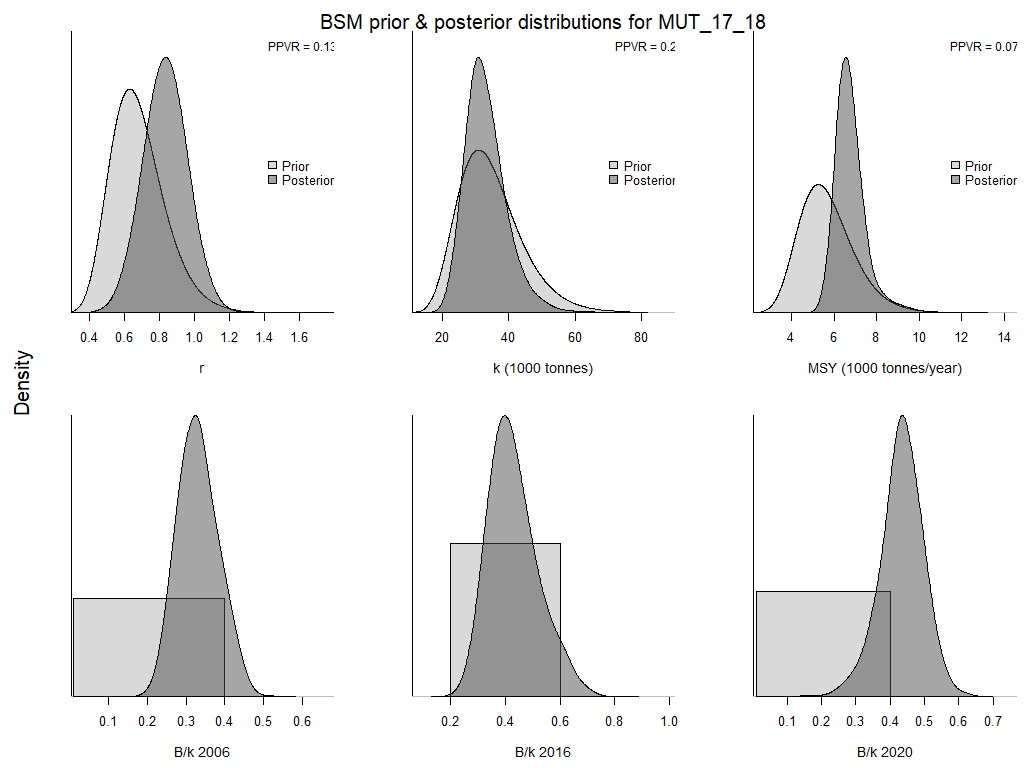 BSM prior & posterior distributions for MUT_17_18
PPVR = 0.13
PPVR = 0.2
PPVR = 0.07
Prior
Posterior
Prior
Posterior
Prior
Posterior
0.4 0.6 0.8 1.0 1.2 1.4 1.6
20 40 60 80
4 6 8 10 12 14
r
k (1000 tonnes)
MSY (1000 tonnes/year)
Density
0.1 0.2 0.3 0.4 0.5 0.6
0.2 0.4 0.6 0.8 1.0
0.1 0.2 0.3 0.4 0.5 0.6 0.7
B/k 2006
B/k 2016
B/k 2020